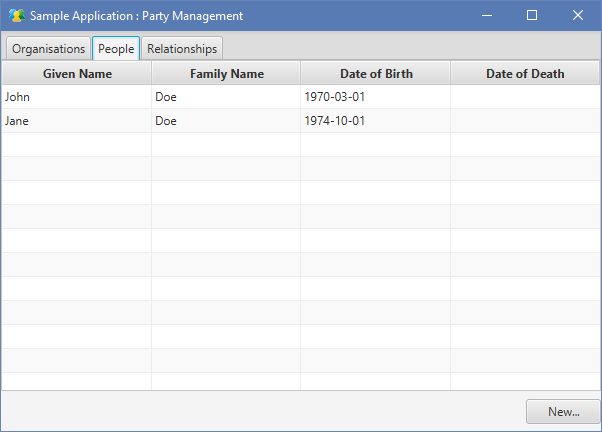 Sample Application : Party Management
Organisations People Relationships
Given Name Family Name Date of Birth Date of Death
John Doe 1970-03-01
Jane Doe 1974-10-01
New...